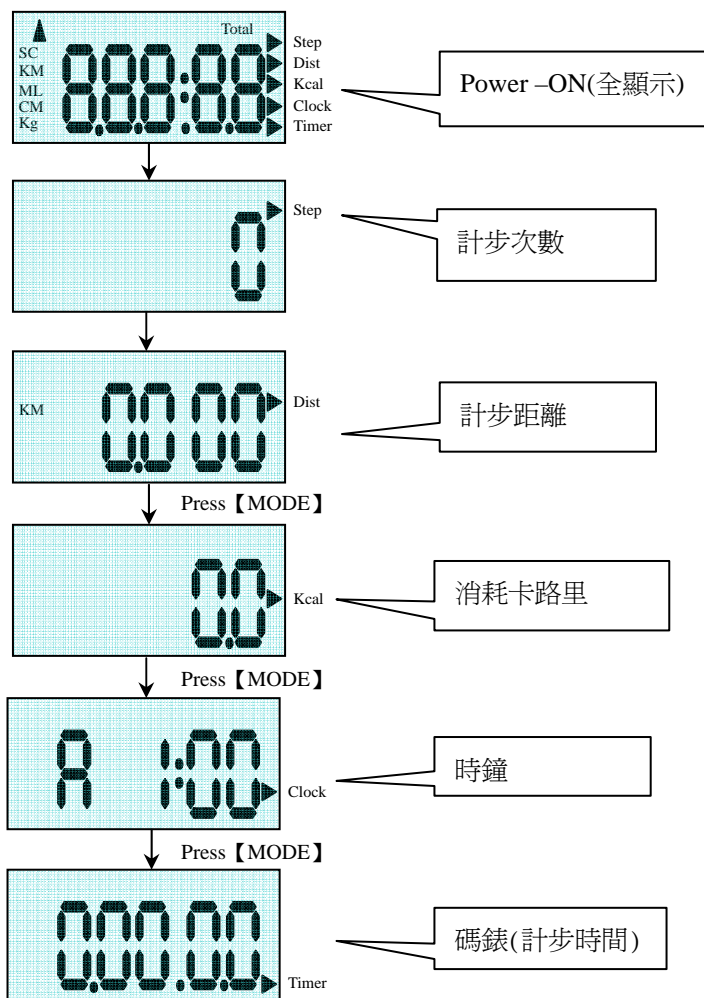 Total
Step
SC
Dist
KM
Kcal
ML
CM
Clock
Kg
Timer
888:88
Power –ON(全顯示)
0
Step
計步次數
KM
0.0 00
Dist
計步距離
Press【MODE】
0.0
Kcal
消耗卡路里
Press【MODE】
A 1:00
Clock
時鐘
Press【MODE】
0.00.0.0
Timer
碼錶(計步時間)